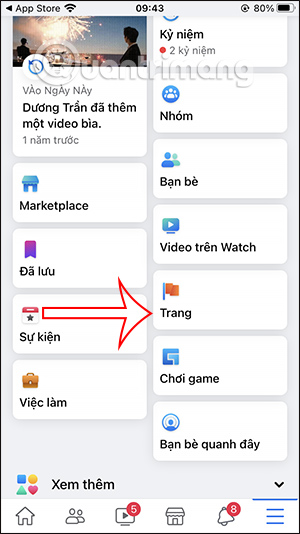 App Store
09:43
80%
Quantrimang
VÀO NGÀY NÀY
Dương Trần đã thêm
một video bìa.
1 năm trước
Marketplace
Đã lưu
Sự kiện
Việc làm
Kỷ niệm
2 kỷ niệm
Nhóm
Bạn bè
Video trên Watch
Trang
Chơi game
Bạn bè quanh đây
Xem thêm
5
8